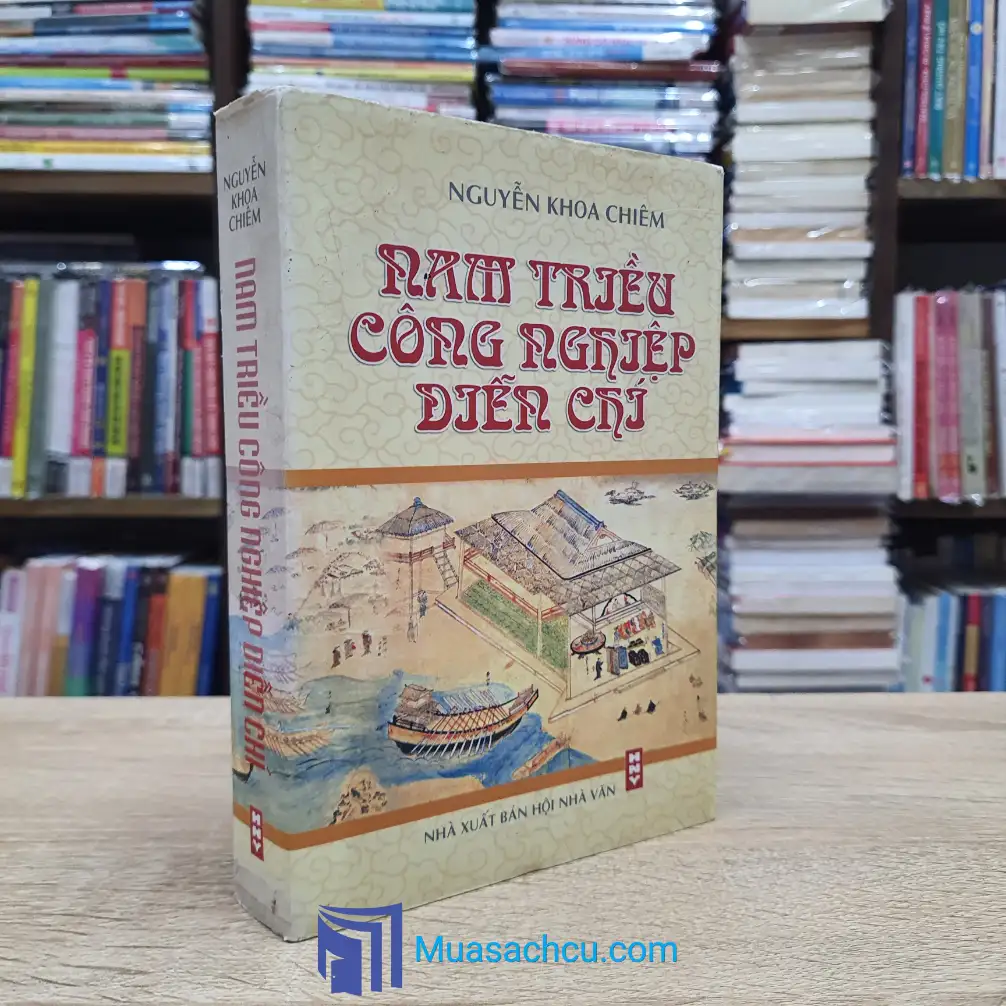 NGUYỄN
KHOA
CHIÊM
NAM TRIỀU CÔNG NGHIỆP DIỄN CHÍ
NGUYỄN KHOA CHIÊM
NAM TRIỀU
CÔNG NGHIỆP
DIỄN CHÍ
NHÀ XUẤT BẢN HỘI NHÀ VĂN
Muasachcu.com